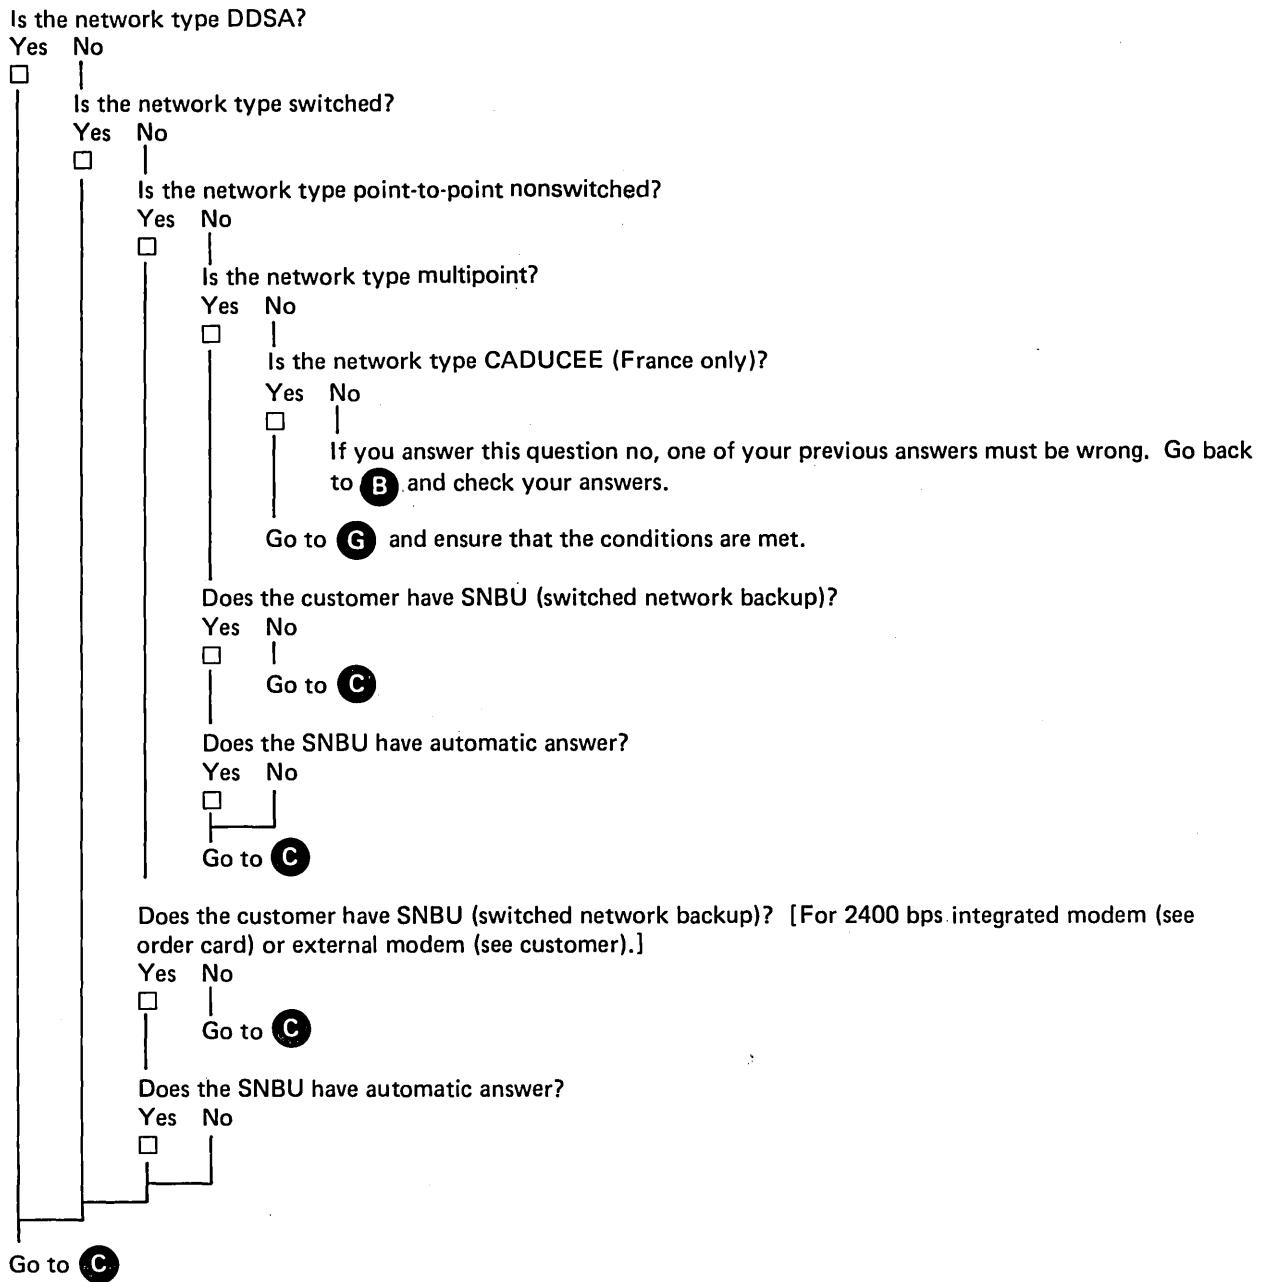 Is the network type DDSA?
Yes No
Is the network type switched?
Yes No
Is the network type point-to-point nonswitched?
Yes No
Is the network type multipoint?
Yes No
Is the network type CADUCEE (France only)?
Yes No
If you answer this question no, one of your previous answers must be wrong. Go back
to B and check your answers.
Go to G and ensure that the conditions are met.
Does the customer have SNBU (switched network backup)?
Yes No
Go to C
Does the SNBU have automatic answer?
Yes No
Go to C
Does the customer have SNBU (switched network backup)? [For 2400 bps integrated modem (see
order card) or external modem (see customer).]
Yes No
Go to C
Does the SNBU have automatic answer?
Yes No
Go to C